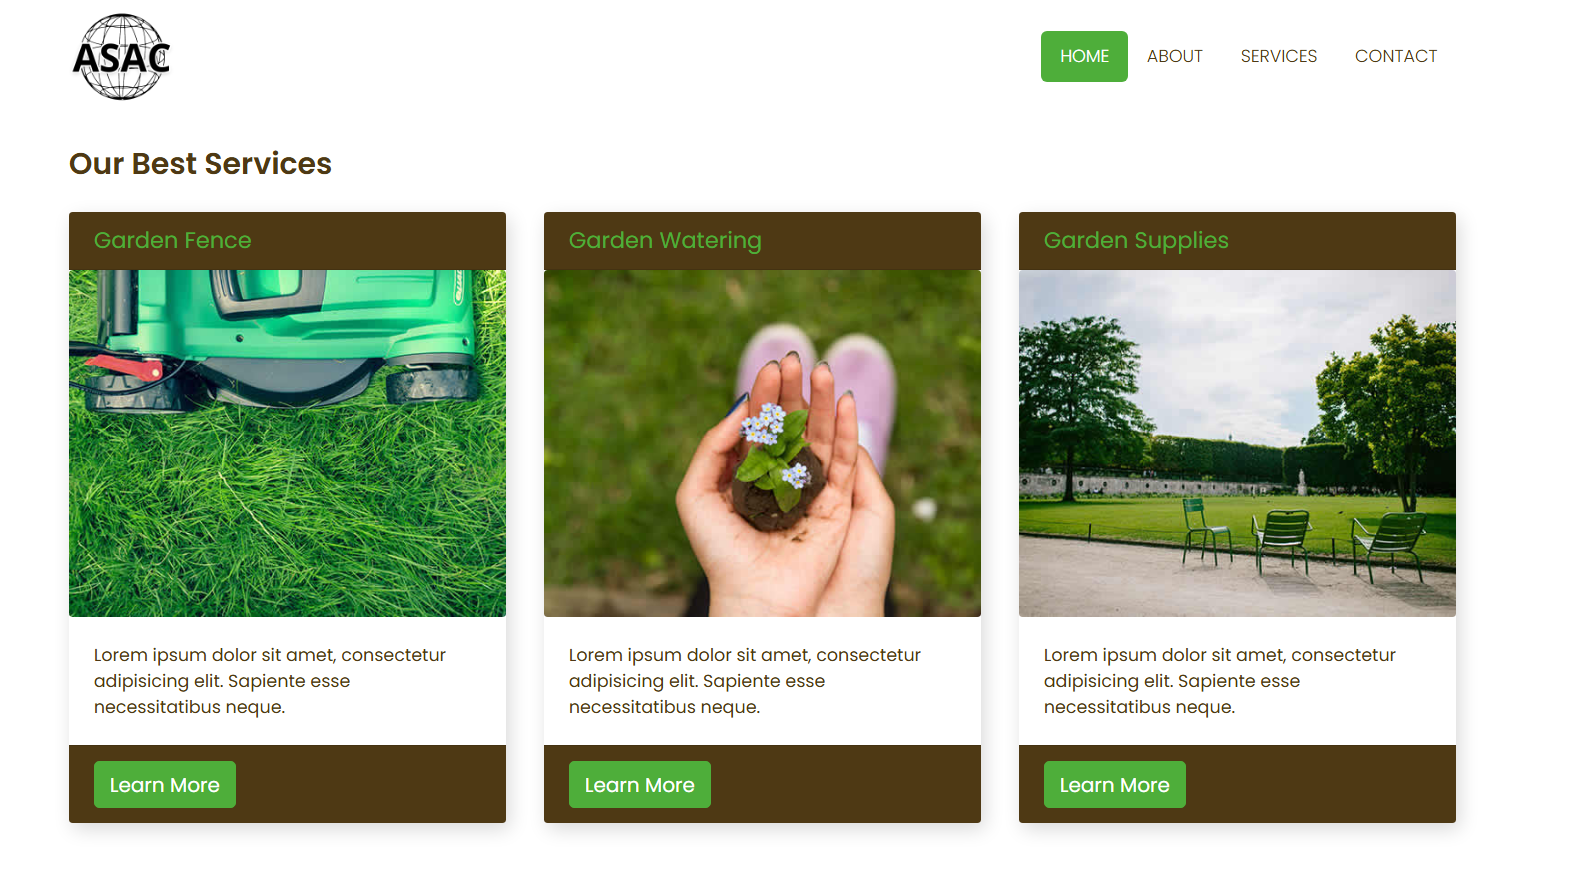 ASAC
HOME
ABOUT
SERVICES
CONTACT
Our Best Services
Garden Fence
Lorem ipsum dolor sit amet, consectetur
adipisicing elit. Sapiente esse
necessitatibus neque.
Learn More
Garden Watering
Lorem ipsum dolor sit amet, consectetur
adipisicing elit. Sapiente esse
necessitatibus neque.
Learn More
Garden Supplies
Lorem ipsum dolor sit amet, consectetur
adipisicing elit. Sapiente esse
necessitatibus neque.
Learn More